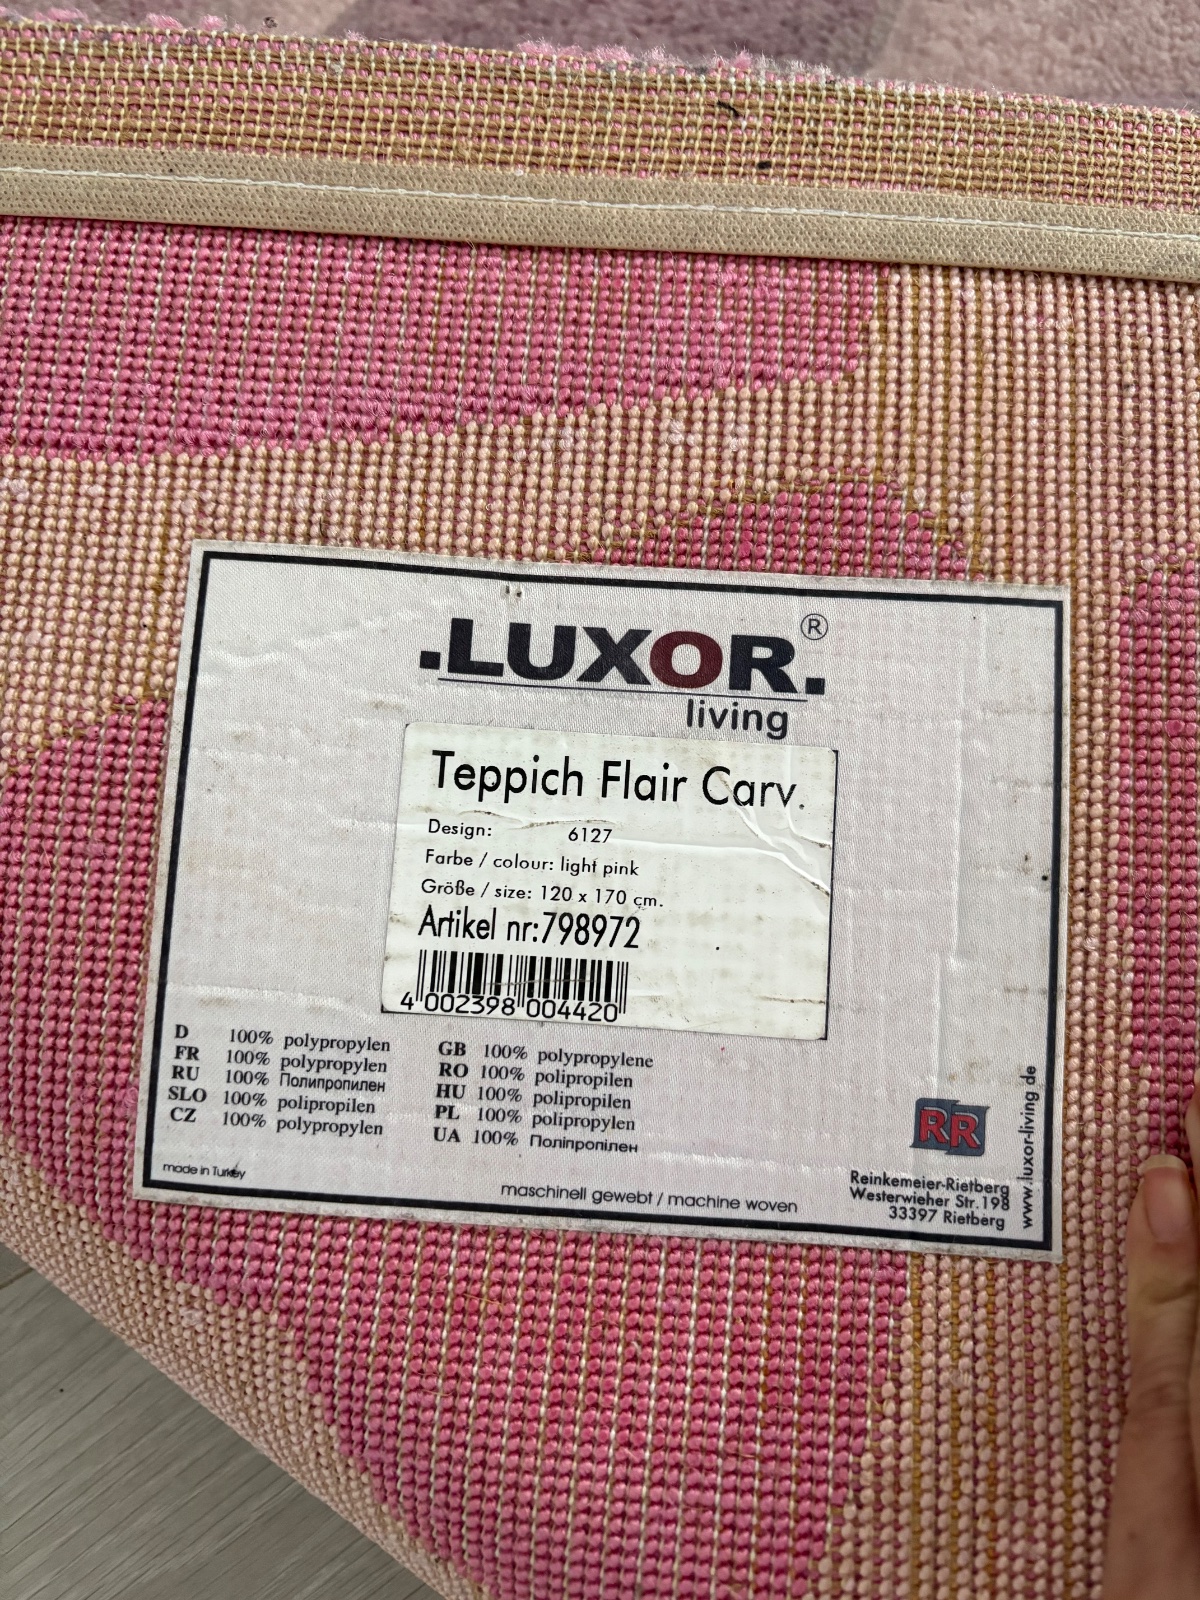 .LUXOR.®
living
Teppich Flair Carv.
Design: 6127
Farbe / colour: light pink
Größe / size: 120 x 170 cm.
Artikel nr:798972
4 002398 004420
D 100% polypropylen
FR 100% polypropylen
RU 100% Полипропилен
SLO 100% polipropilen
CZ 100% polypropylen
GB 100% polypropylene
RO 100% polipropilen
HU 100% polipropilen
PL 100% polipropylen
UA 100% Поліпропілен
made in Turkey
maschinell gewebt / machine woven
RR
Reinkemeier-Rietberg
Westerwieher Str.198
33397 Rietberg
www.luxor-living.de